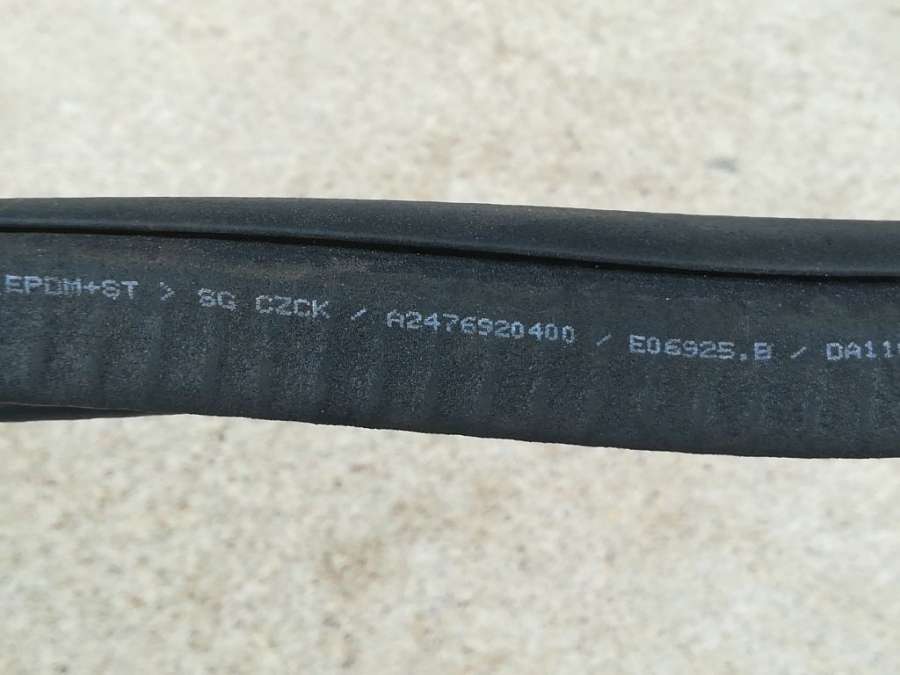 EPDM+ST > SG CZCK / A2476920400 / E06925.B / DA11